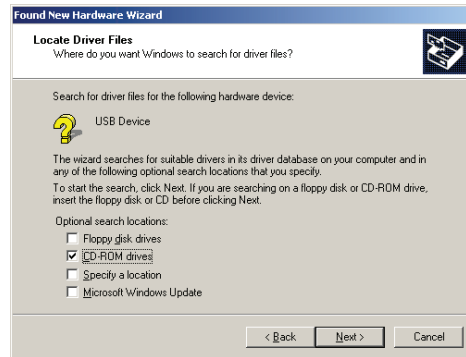 Found New Hardware Wizard
Locate Driver Files
Where do you want Windows to search for driver files?
Search for driver files for the following hardware device:
USB Device
The wizard searches for suitable drivers in its driver database on your computer and in
any of the following optional search locations that you specify.
To start the search, click Next. If you are searching on a floppy disk or CD-ROM drive,
insert the floppy disk or CD before clicking Next.
Optional search locations:
Floppy disk drives
CD-ROM drives
Specify a location
Microsoft Windows Update
< Back Next > Cancel